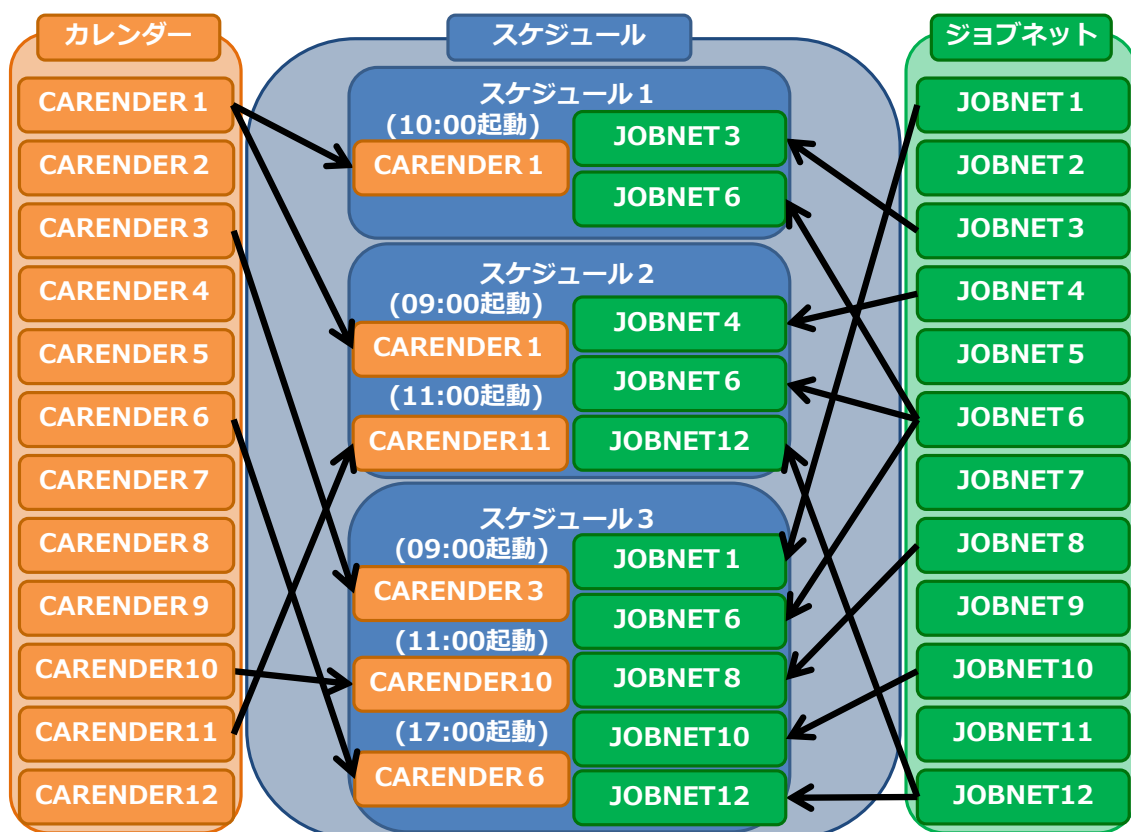 カレンダー
CARENDER1
CARENDER2
CARENDER3
CARENDER4
CARENDER5
CARENDER6
CARENDER7
CARENDER8
CARENDER9
CARENDER10
CARENDER11
CARENDER12
スケジュール
スケジュール1
(10:00起動)
CARENDER1
JOBNET3
JOBNET6
スケジュール2
(09:00起動)
CARENDER1
(11:00起動)
CARENDER11
JOBNET4
JOBNET6
JOBNET12
スケジュール3
(09:00起動)
CARENDER3
(11:00起動)
CARENDER10
(17:00起動)
CARENDER6
JOBNET1
JOBNET6
JOBNET8
JOBNET10
JOBNET12
ジョブネット
JOBNET1
JOBNET2
JOBNET3
JOBNET4
JOBNET5
JOBNET6
JOBNET7
JOBNET8
JOBNET9
JOBNET10
JOBNET11
JOBNET12